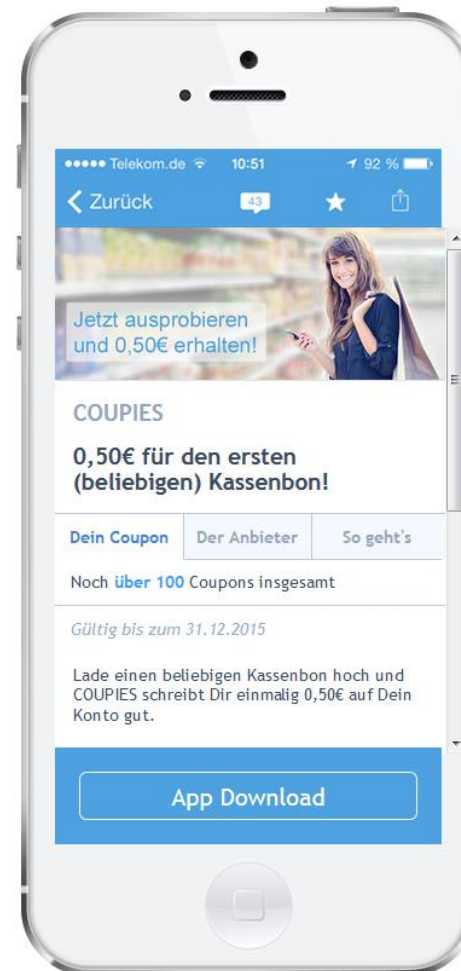 Telekom.de 10:51 92 %
Zurück 43
Jetzt ausprobieren
und 0,50€ erhalten!
COUPIES
0,50€ für den ersten
(beliebigen) Kassenbon!
Dein Coupon Der Anbieter So geht's
Noch über 100 Coupons insgesamt
Gültig bis zum 31.12.2015
Lade einen beliebigen Kassenbon hoch und
COUPIES schreibt Dir einmalig 0,50€ auf Dein
Konto gut.
App Download